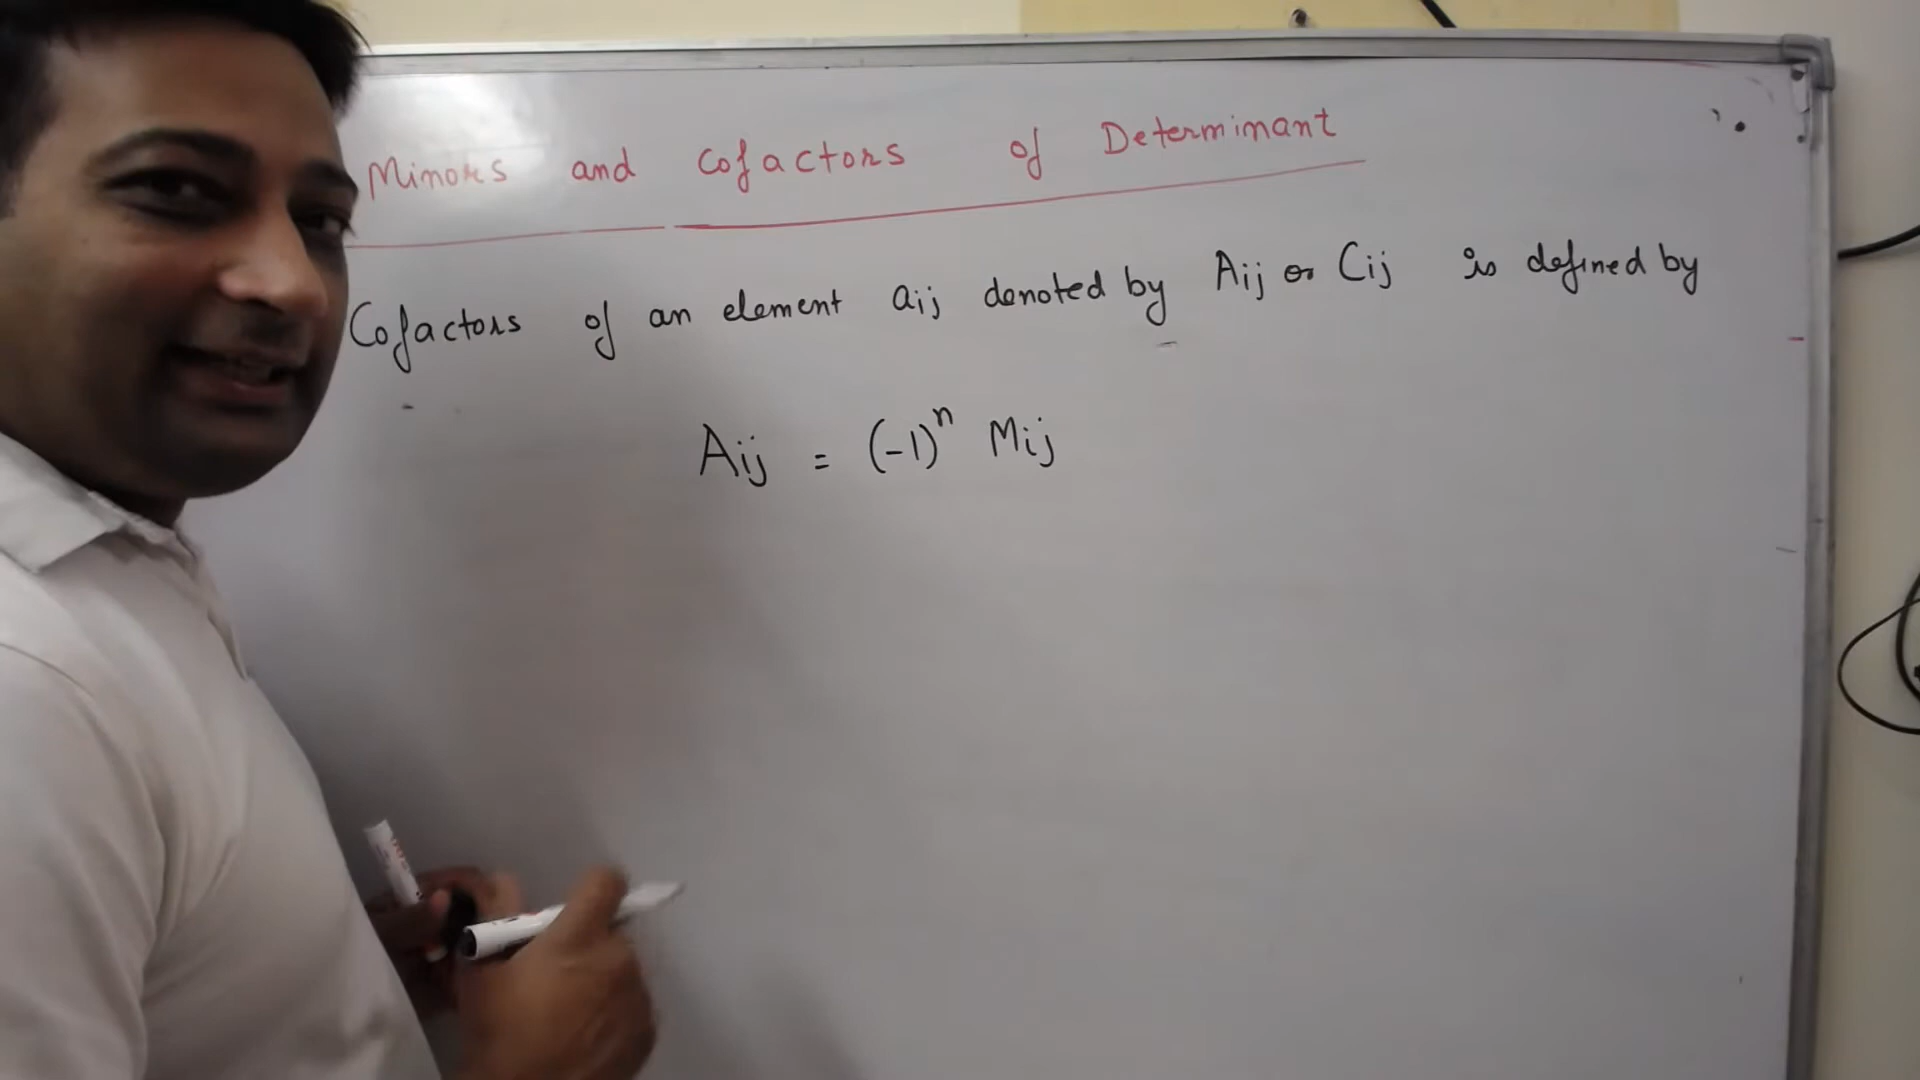 Minors and Cofactors of Determinant
Cofactors of an element aij denoted by Aij or Cij is defined by
Aij = (-1)^n Mij